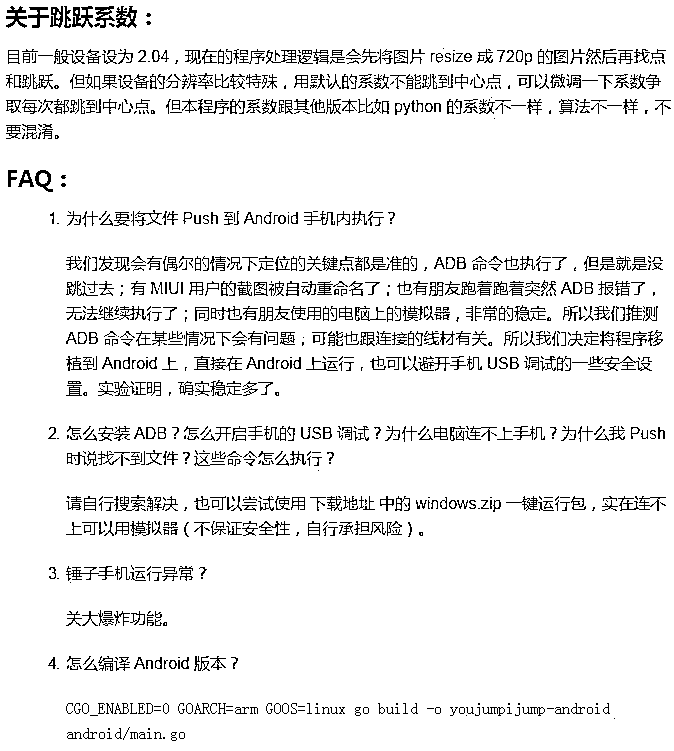 关于跳跃系数：
目前一般设备设为 2.04，现在的程序处理逻辑是会先将图片 resize 成 720p 的图片然后再找点
和跳跃。但如果设备的分辨率比较特殊，用默认的系数不能跳到中心点，可以微调一下系数争
取每次都跳到中心点。但本程序的系数跟其他版本比如 python 的系数不一样，算法不一样，不
要混淆。
FAQ：
1. 为什么要将文件 Push 到 Android 手机内执行？
我们发现会有偶尔的情况下定位的关键点都是准的，ADB 命令也执行了，但是就是没
跳过去；有 MIUI 用户的截图被自动重命名了；也有朋友跑着跑着突然 ADB 报错了，
无法继续执行了；同时也有朋友使用的电脑上的模拟器，非常的稳定。所以我们推测
ADB 命令在某些情况下会有问题；可能也跟连接的线材有关。所以我们决定将程序移
植到 Android 上，直接在 Android 上运行，也可以避开手机 USB 调试的一些安全设
置。实验证明，确实稳定多了。
2. 怎么安装 ADB？怎么开启手机的 USB 调试？为什么电脑连不上手机？为什么我 Push
时说找不到文件？这些命令怎么执行？
请自行搜索解决，也可以尝试使用 下载地址 中的 windows.zip 一键运行包，实在连不
上可以用模拟器（不保证安全性，自行承担风险）。
3. 锤子手机运行异常？
关大爆炸功能。
4. 怎么编译 Android 版本？
CGO_ENABLED=0 GOARCH=arm GOOS=linux go build -o youjumpijump-android
android/main.go